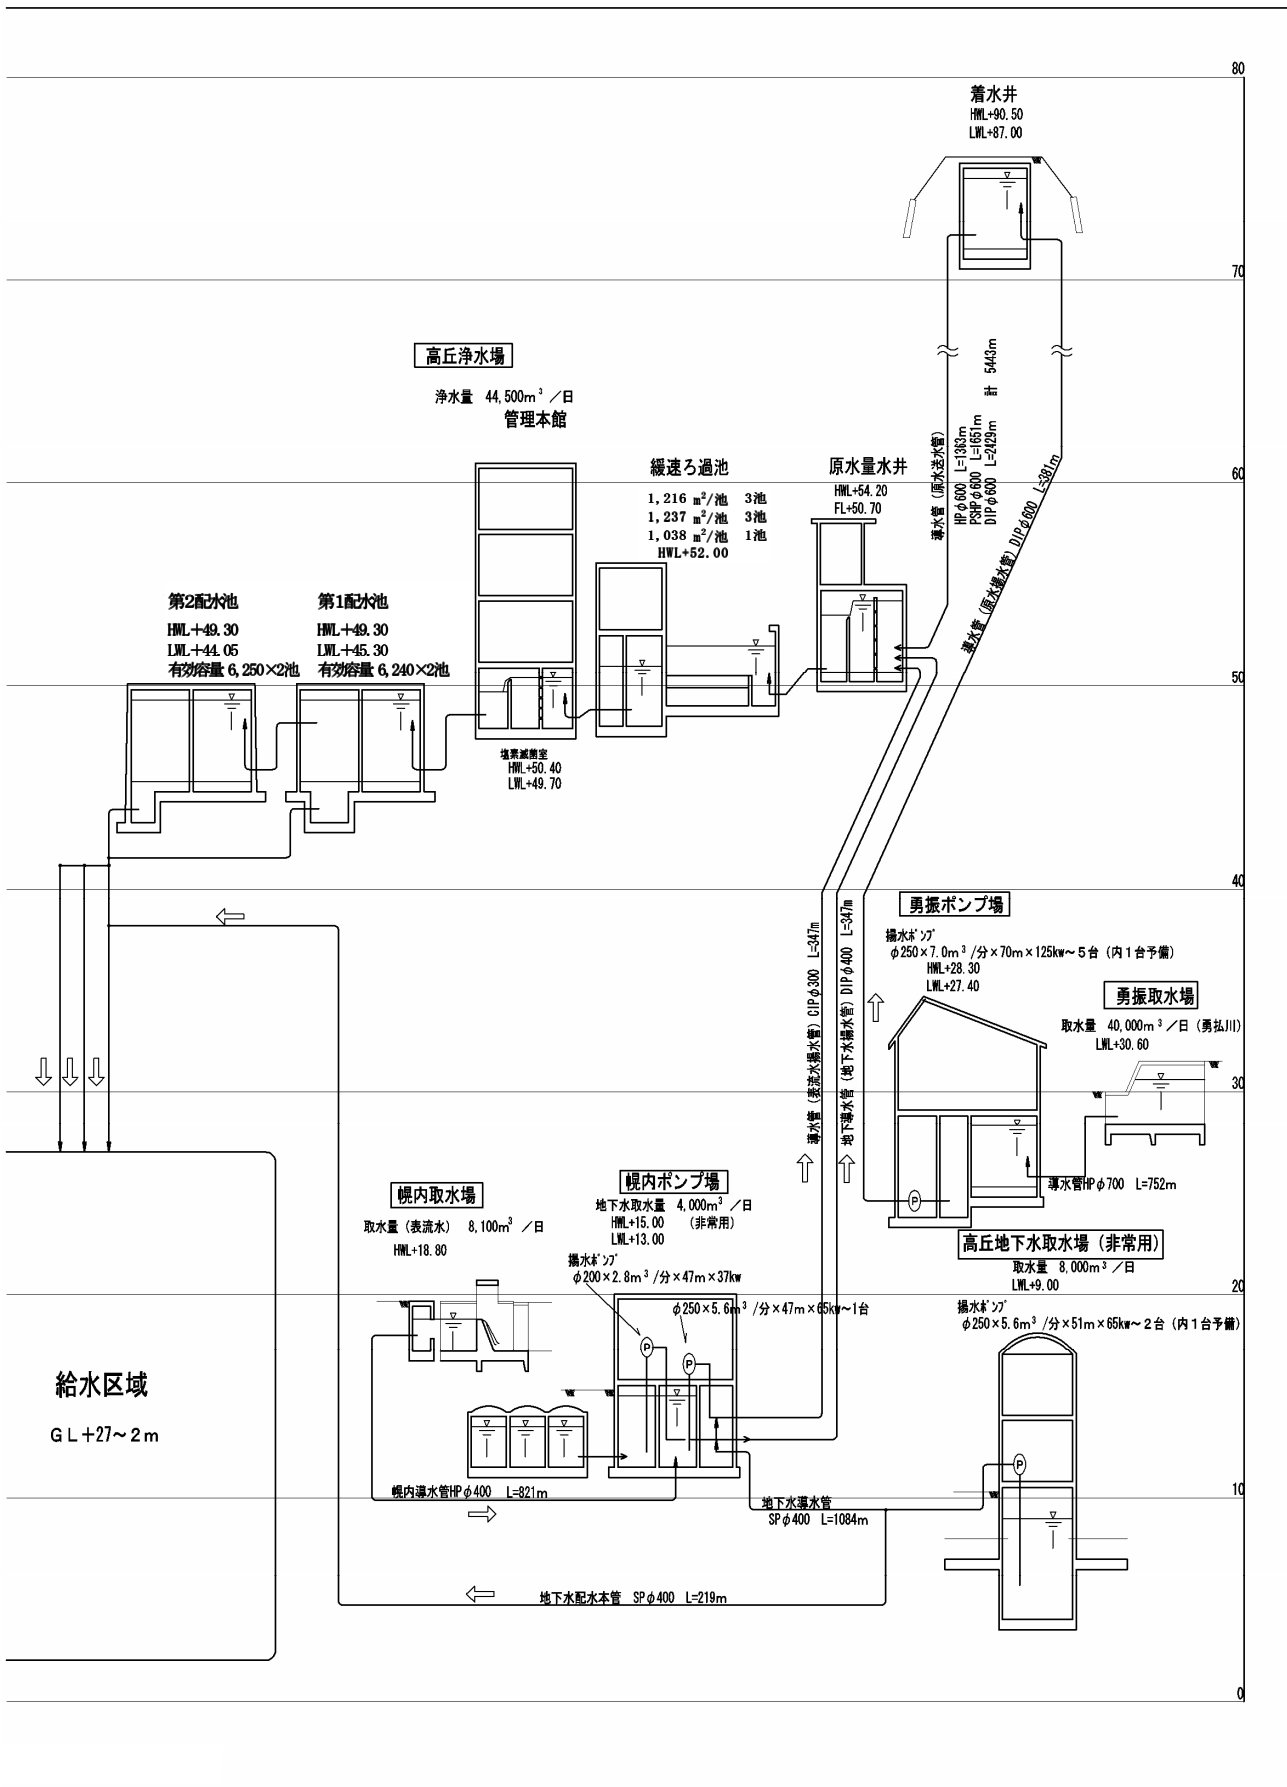 80
着水井
HWL+90.50
LWL+87.00
70
高丘浄水場
浄水量 44,500m³／日
管理本館
計 5443m
導水管（原水送水管）
HPφ600 L=1363m
PSHPφ600 L=1651m
DIPφ600 L=2429m
導水管（原水揚水管）DIPφ600 L=381m
60
緩速ろ過池
1,216 m²/池 3池
1,237 m²/池 3池
1,038 m²/池 1池
HWL+52.00
原水量水井
HWL+54.20
FL+50.70
第2配水池
HWL+49.30
LWL+44.05
有効容量 6,250×2池
第1配水池
HWL+49.30
LWL+45.30
有効容量 6,240×2池
50
塩素滅菌室
HWL+50.40
LWL+49.70
40
勇振ポンプ場
揚水ﾎﾟﾝﾌﾟ
φ250×7.0m³/分×70m×125kw～5台（内1台予備）
HWL+28.30
LWL+27.40
勇振取水場
取水量 40,000m³／日（勇払川）
LWL+30.60
導水管（表流水揚水管）CIPφ300 L=347m
地下導水管（地下水揚水管）DIPφ400 L=347m
30
P
導水管HPφ700 L=752m
幌内取水場
取水量（表流水） 8,100m³／日
HWL+18.80
幌内ポンプ場
地下水取水量 4,000m³／日
HWL+15.00 （非常用）
LWL+13.00
揚水ﾎﾟﾝﾌﾟ
φ200×2.8m³/分×47m×37kw
φ250×5.6m³/分×47m×65kw～1台
P
P
高丘地下水取水場（非常用）
取水量 8,000m³／日
LWL+9.00
20
揚水ﾎﾟﾝﾌﾟ
φ250×5.6m³/分×51m×65kw～2台（内1台予備）
P
給水区域
GL+27～2m
幌内導水管HPφ400 L=821m
地下水導水管
SPφ400 L=1084m
10
地下水配水本管 SPφ400 L=219m
0